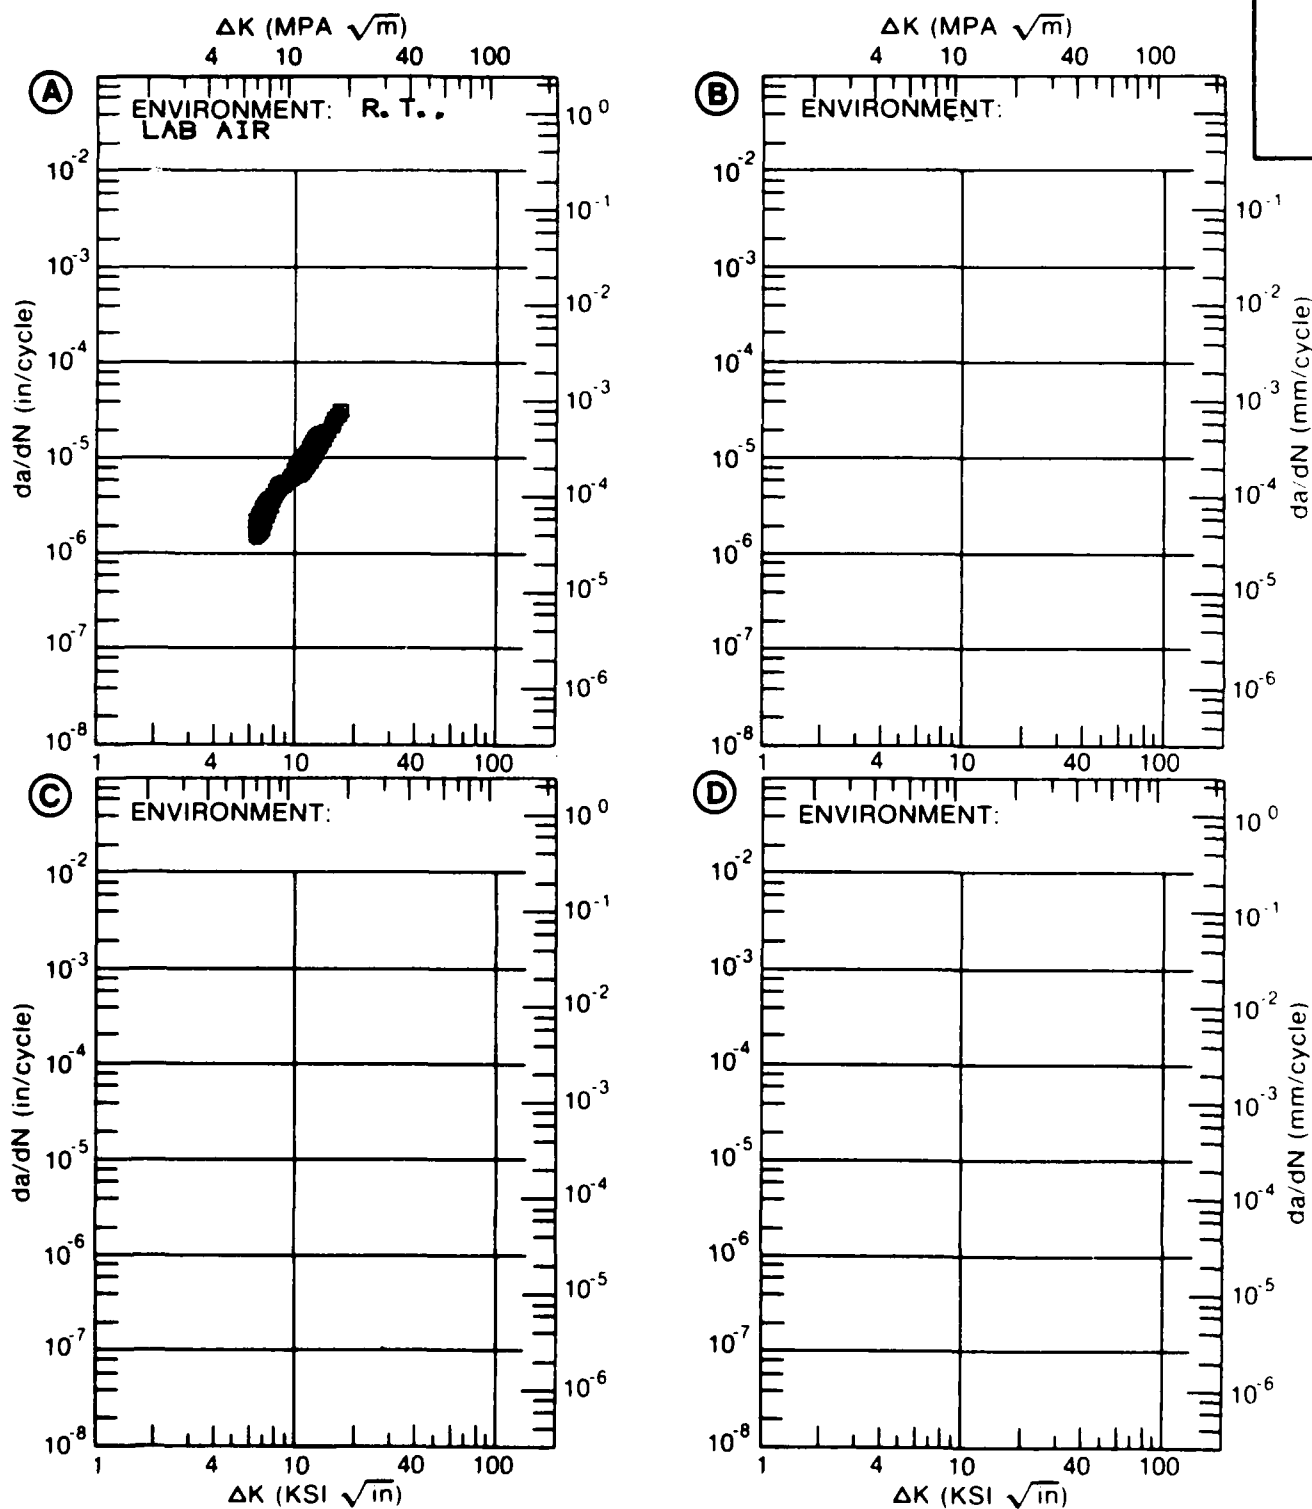 ΔK (MPA √m)
4 10 40 100
ΔK (MPA √m)
4 10 40 100
A
ENVIRONMENT: R.T.,
LAB AIR
10⁰
10⁻¹
10⁻²
10⁻³
10⁻⁴
10⁻⁵
10⁻⁶
10⁻²
10⁻³
10⁻⁴
10⁻⁵
10⁻⁶
10⁻⁷
10⁻⁸
da/dN (in/cycle)
1 4 10 40 100
B
ENVIRONMENT:
10⁻²
10⁻³
10⁻⁴
10⁻⁵
10⁻⁶
10⁻⁷
10⁻⁸
10⁻¹
10⁻²
10⁻³
10⁻⁴
10⁻⁵
10⁻⁶
da/dN (mm/cycle)
1 4 10 40 100
C
ENVIRONMENT:
10⁻²
10⁻³
10⁻⁴
10⁻⁵
10⁻⁶
10⁻⁷
10⁻⁸
10⁰
10⁻¹
10⁻²
10⁻³
10⁻⁴
10⁻⁵
10⁻⁶
da/dN (in/cycle)
1 4 10 40 100
ΔK (KSI √in)
D
ENVIRONMENT:
10⁻²
10⁻³
10⁻⁴
10⁻⁵
10⁻⁶
10⁻⁷
10⁻⁸
10⁰
10⁻¹
10⁻²
10⁻³
10⁻⁴
10⁻⁵
10⁻⁶
da/dN (mm/cycle)
1 4 10 40 100
ΔK (KSI √in)